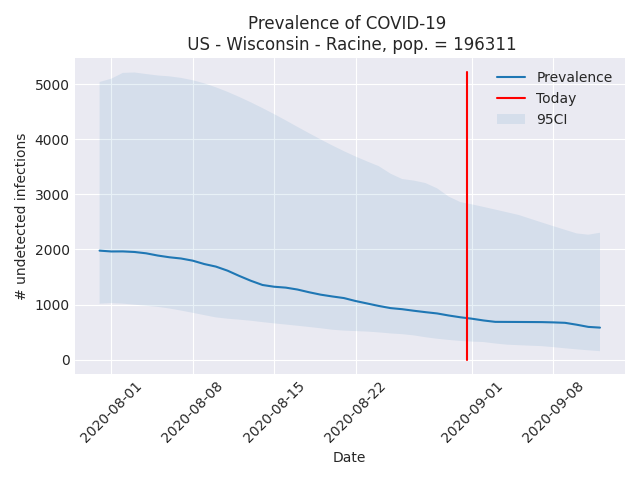 Prevalence of COVID-19
US - Wisconsin - Racine, pop. = 196311
# undetected infections
5000
4000
3000
2000
1000
0
Prevalence
Today
95CI
2020-08-01
2020-08-08
2020-08-15
2020-08-22
2020-09-01
2020-09-08
Date